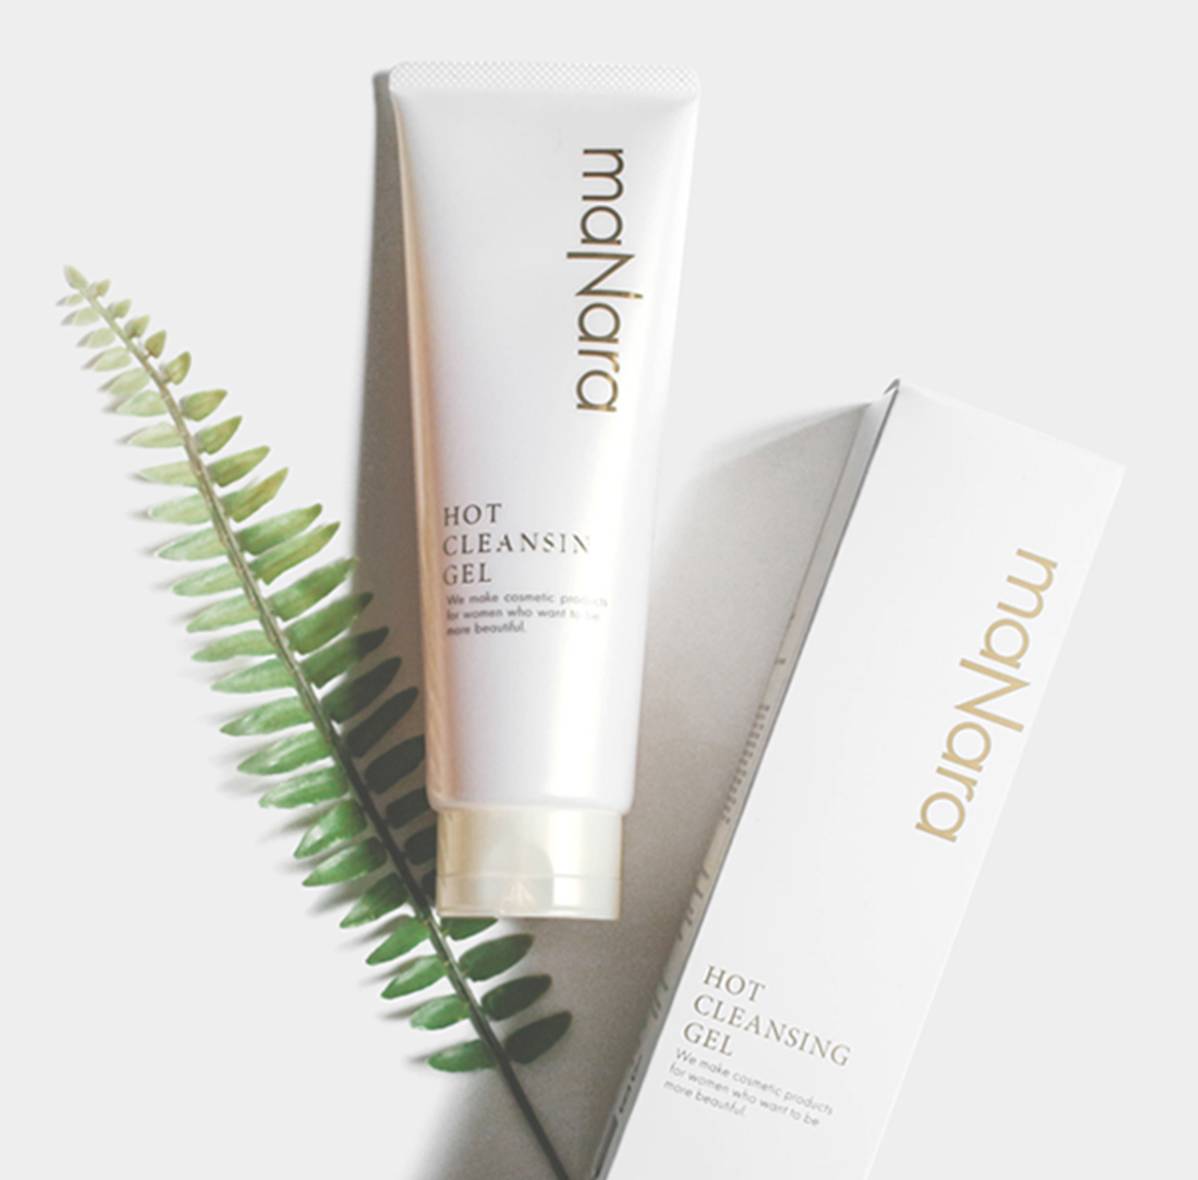 maNara
HOT
CLEANSIN
GEL
We make cosmetic products
for women who want to be
more beautiful.
maNara
HOT
CLEANSING
GEL
We make cosmetic products
for women who want to be
more beautiful.